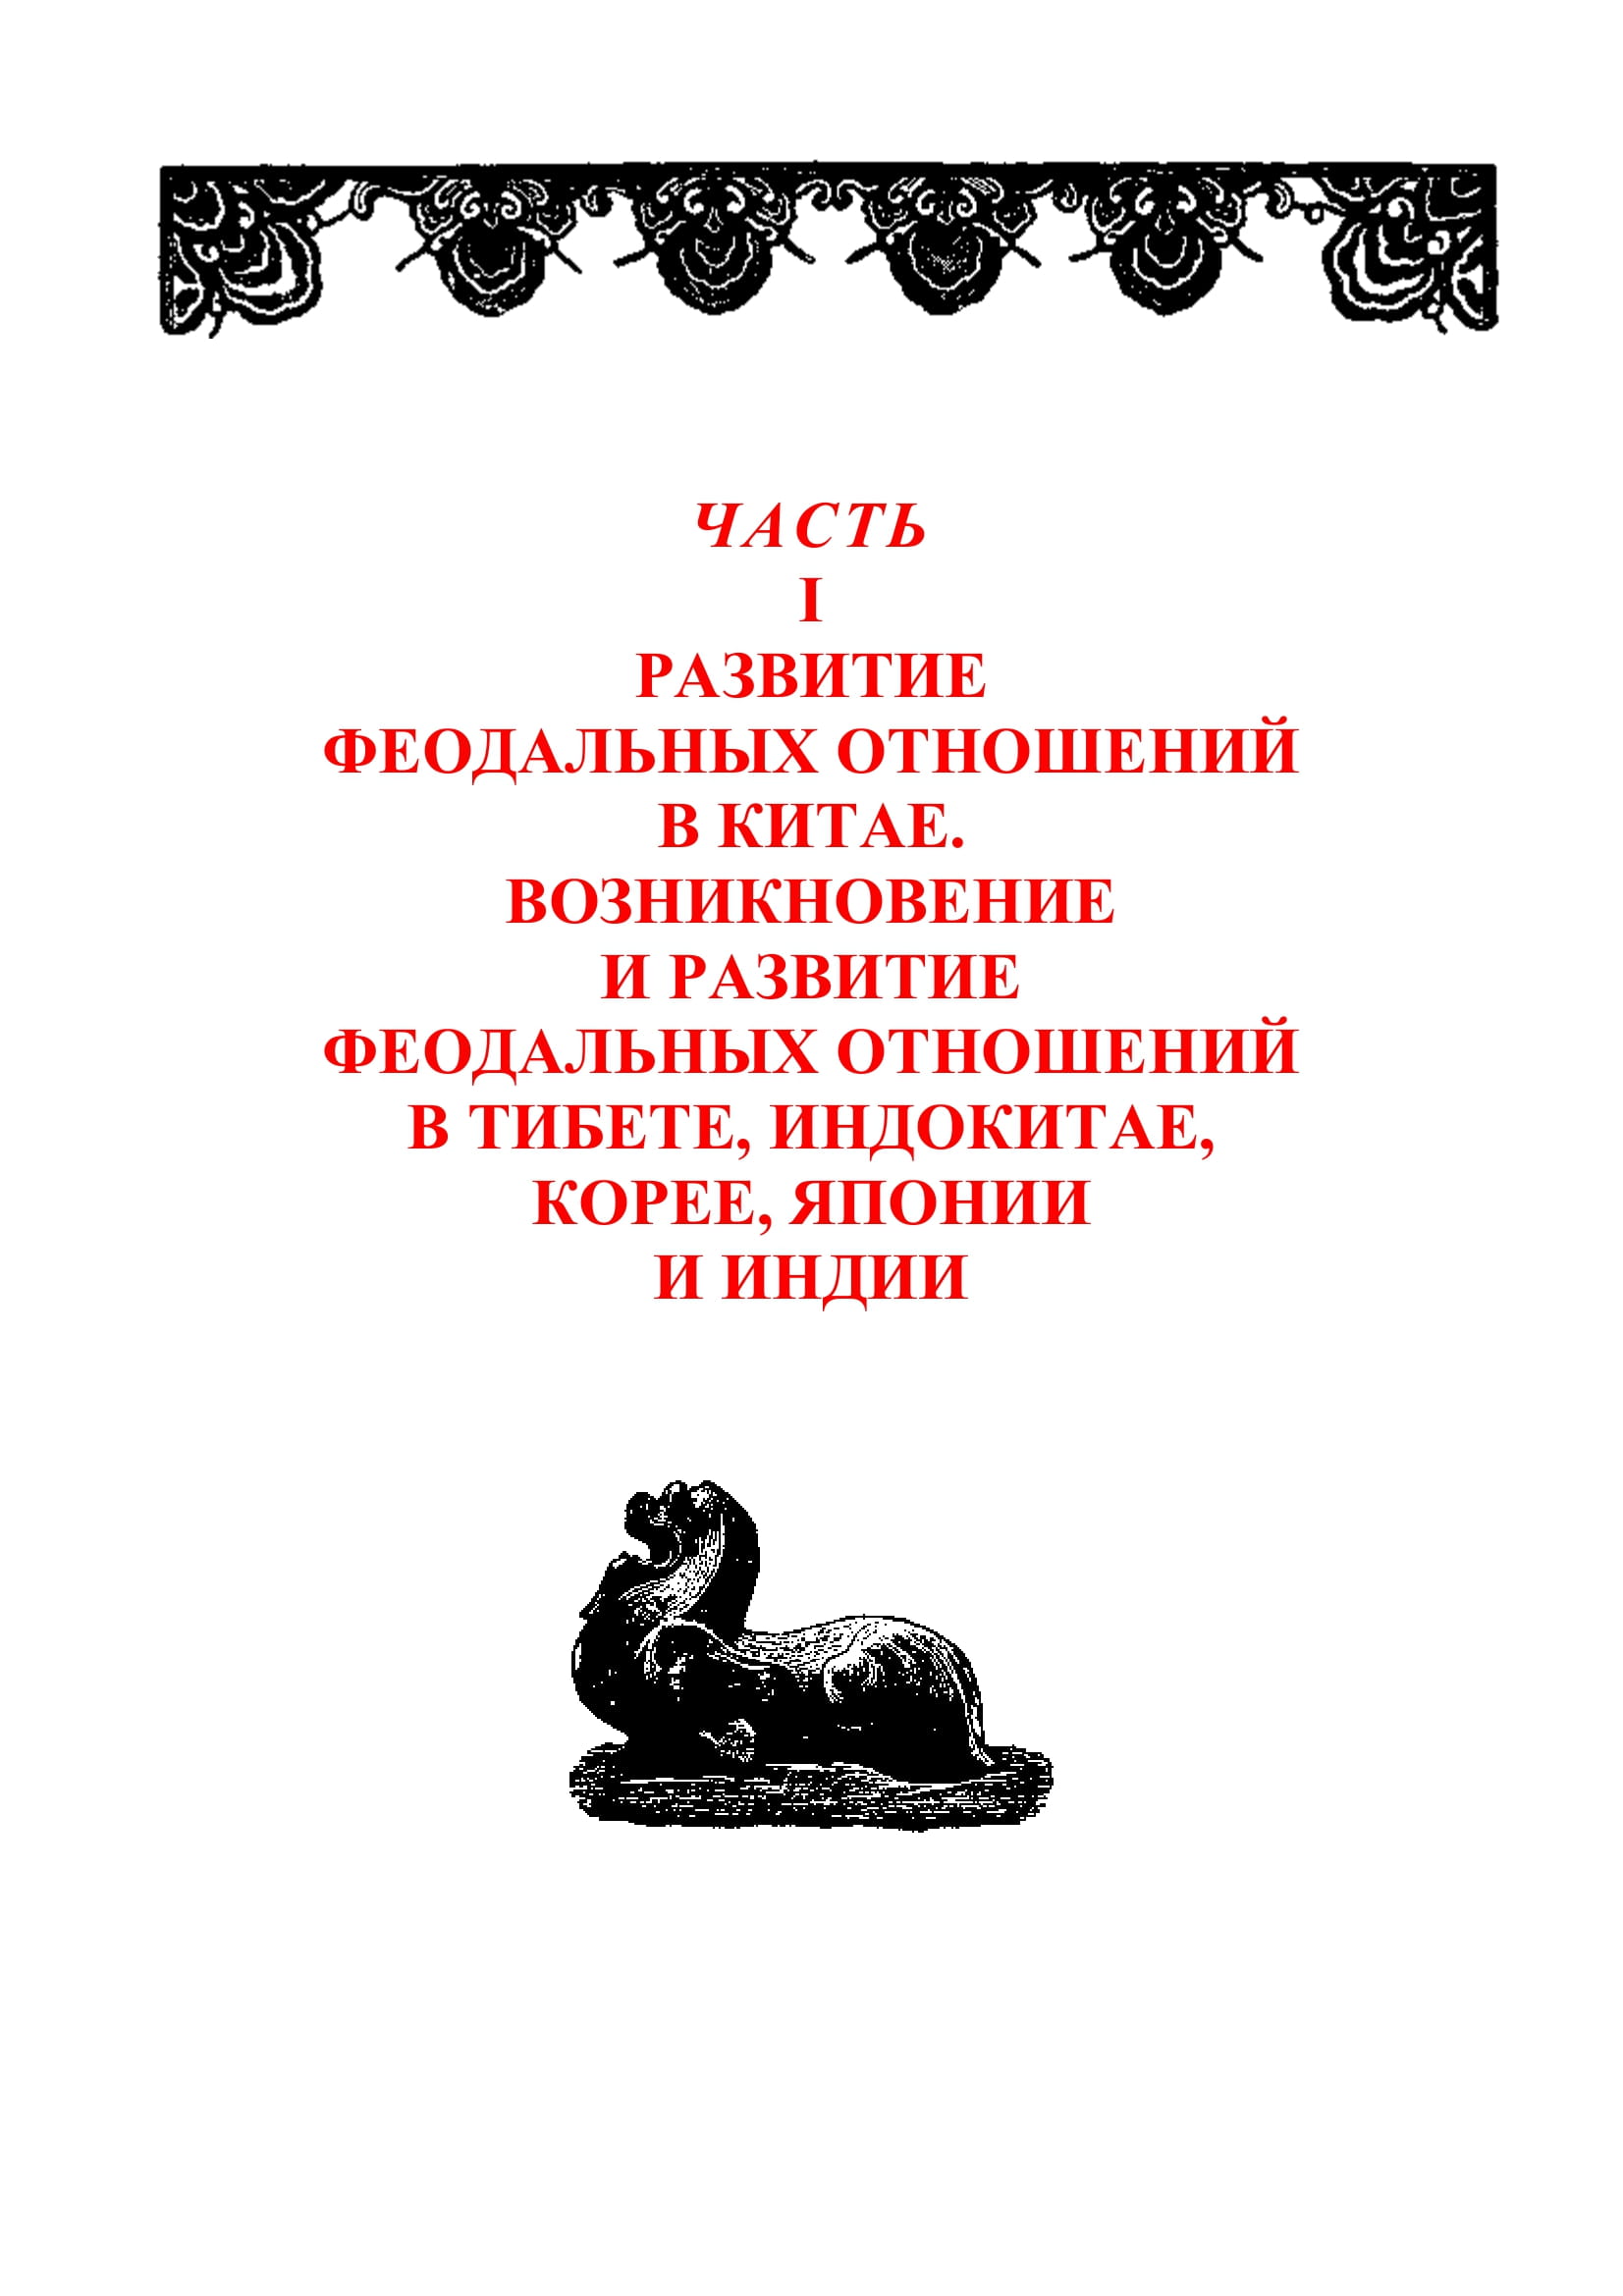 ЧАСТЬ
I
РАЗВИТИЕ
ФЕОДАЛЬНЫХ ОТНОШЕНИЙ
В КИТАЕ.
ВОЗНИКНОВЕНИЕ
И РАЗВИТИЕ
ФЕОДАЛЬНЫХ ОТНОШЕНИЙ
В ТИБЕТЕ, ИНДОКИТАЕ,
КОРЕЕ, ЯПОНИИ
И ИНДИИ